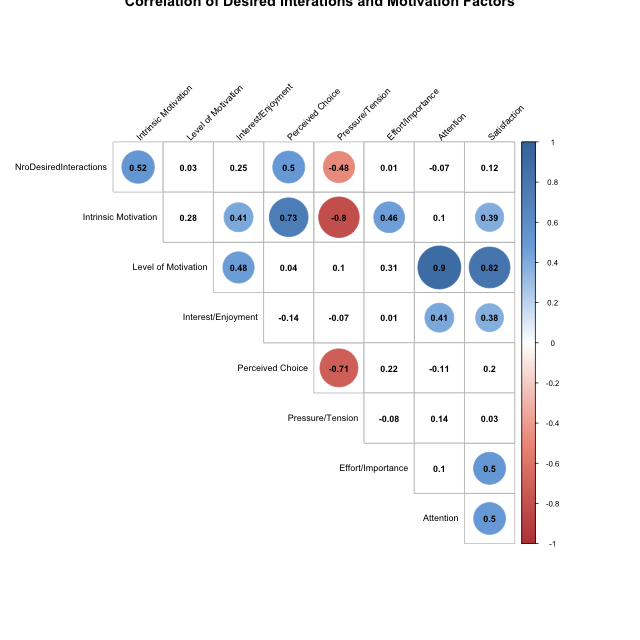 Correlation of Desired Interations and Motivation Factors
Intrinsic Motivation
Level of Motivation
Interest/Enjoyment
Perceived Choice
Pressure/Tension
Effort/Importance
Attention
Satisfaction
NroDesiredInteractions 0.52 0.03 0.25 0.5 -0.48 0.01 -0.07 0.12
Intrinsic Motivation 0.28 0.41 0.73 -0.8 0.46 0.1 0.39
Level of Motivation 0.48 0.04 0.1 0.31 0.9 0.82
Interest/Enjoyment -0.14 -0.07 0.01 0.41 0.38
Perceived Choice -0.71 0.22 -0.11 0.2
Pressure/Tension -0.08 0.14 0.03
Effort/Importance 0.1 0.5
Attention 0.5
1
0.8
0.6
0.4
0.2
0
-0.2
-0.4
-0.6
-0.8
-1